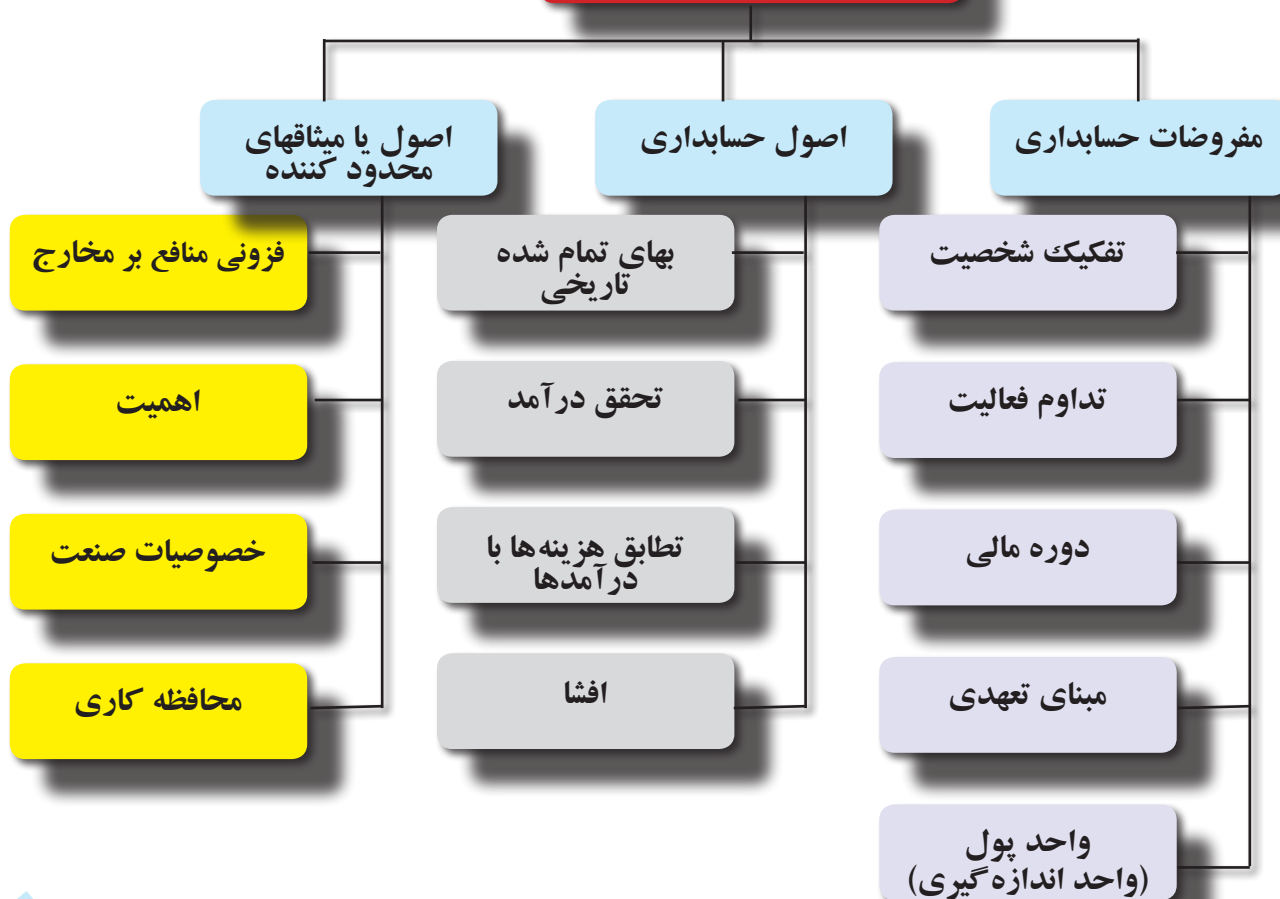 مفروضات حسابداری
تفکیک شخصیت
تداوم فعالیت
دوره مالی
مبنای تعهدی
واحد پول
(واحد اندازه گیری)
اصول حسابداری
بهای تمام شده
تاریخی
تحقق درآمد
تطابق هزینه‌ها با
درآمدها
افشا
اصول یا میثاقهای
محدود کننده
فزونی منافع بر مخارج
اهمیت
خصوصیات صنعت
محافظه کاری